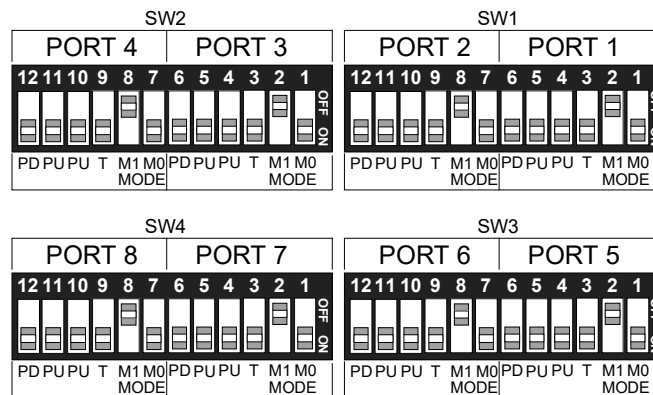 SW2
PORT 4 PORT 3
12 11 10 9 8 7 6 5 4 3 2 1
OFF
ON
PD PU PU T M1 M0 PD PU PU T M1 M0
MODE MODE
SW1
PORT 2 PORT 1
12 11 10 9 8 7 6 5 4 3 2 1
OFF
ON
PD PU PU T M1 M0 PD PU PU T M1 M0
MODE MODE
SW4
PORT 8 PORT 7
12 11 10 9 8 7 6 5 4 3 2 1
OFF
ON
PD PU PU T M1 M0 PD PU PU T M1 M0
MODE MODE
SW3
PORT 6 PORT 5
12 11 10 9 8 7 6 5 4 3 2 1
OFF
ON
PD PU PU T M1 M0 PD PU PU T M1 M0
MODE MODE